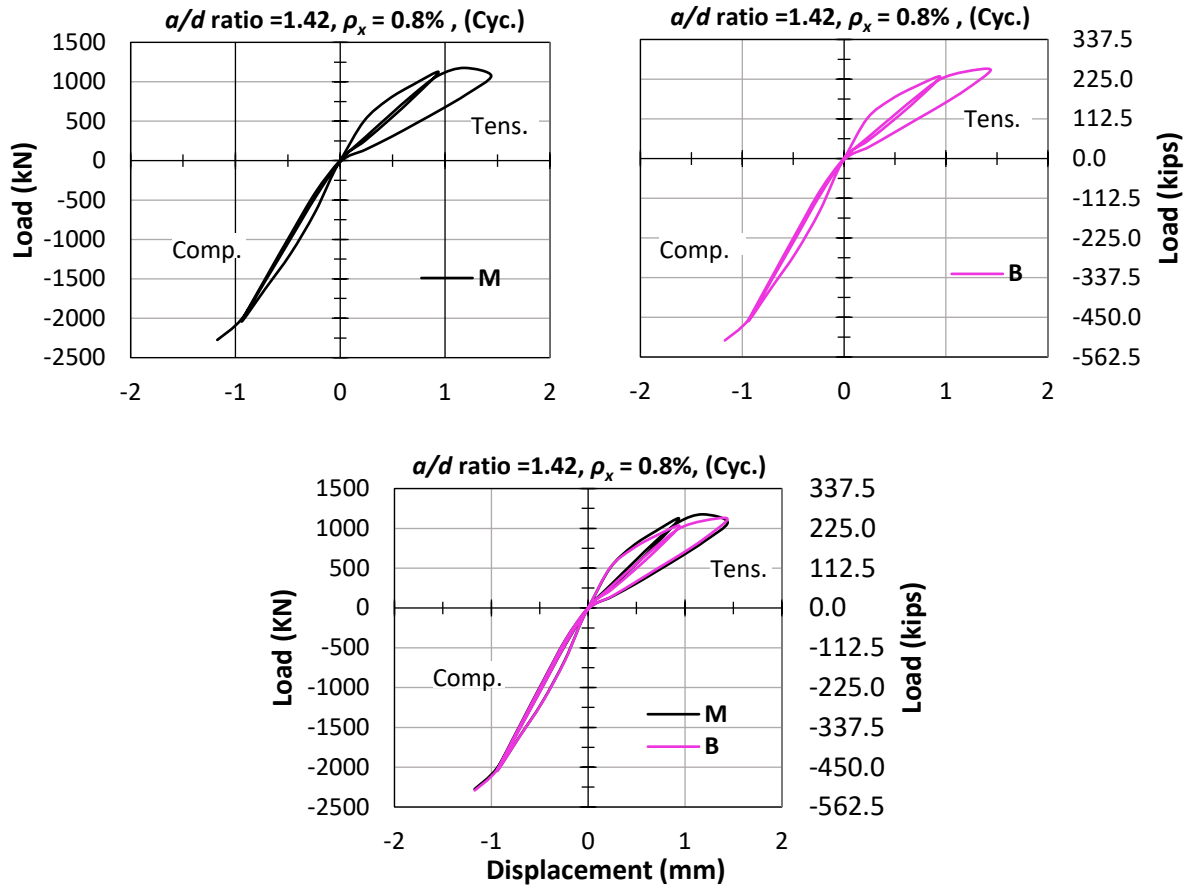 a/d ratio =1.42, ρx = 0.8% , (Cyc.)
1500
1000
500
0
-500
-1000
-1500
-2000
-2500
Load (kN)
Tens.
Comp.
M
-2 -1 0 1 2
a/d ratio =1.42, ρx = 0.8% , (Cyc.)
337.5
225.0
112.5
0.0
-112.5
-225.0
-337.5
-450.0
-562.5
Load (kips)
Tens.
Comp.
B
-2 -1 0 1 2
a/d ratio =1.42, ρx = 0.8%, (Cyc.)
1500
1000
500
0
-500
-1000
-1500
-2000
-2500
Load (KN)
Tens.
Comp.
M
B
337.5
225.0
112.5
0.0
-112.5
-225.0
-337.5
-450.0
-562.5
Load (kips)
-2 -1 0 1 2
Displacement (mm)